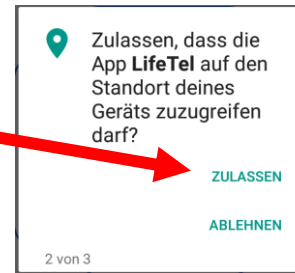 Zulassen, dass die
App LifeTel auf den
Standort deines
Geräts zuzugreifen
darf?
ZULASSEN
ABLEHNEN
2 von 3